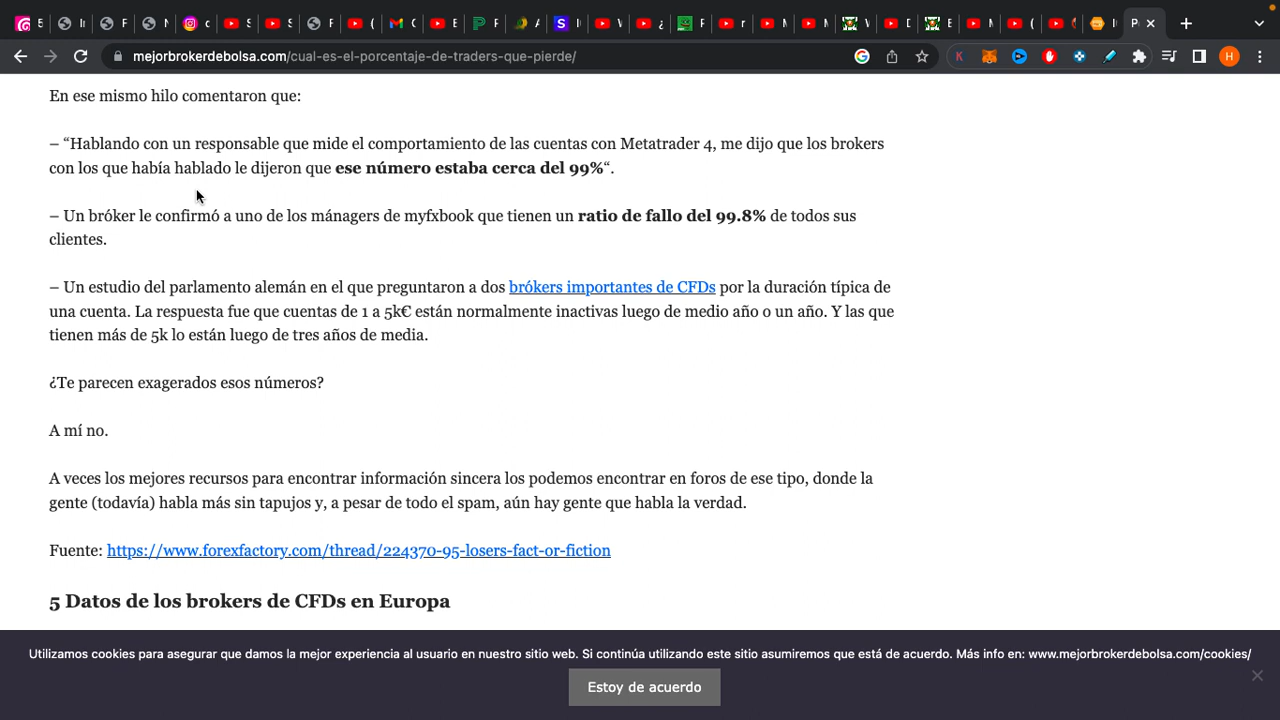 mejorbrokerdebolsa.com/cual-es-el-porcentaje-de-traders-que-pierde/
En ese mismo hilo comentaron que:
– “Hablando con un responsable que mide el comportamiento de las cuentas con Metatrader 4, me dijo que los brokers
con los que había hablado le dijeron que ese número estaba cerca del 99%“.
– Un bróker le confirmó a uno de los mánagers de myfxbook que tienen un ratio de fallo del 99.8% de todos sus
clientes.
– Un estudio del parlamento alemán en el que preguntaron a dos brókers importantes de CFDs por la duración típica de
una cuenta. La respuesta fue que cuentas de 1 a 5k€ están normalmente inactivas luego de medio año o un año. Y las que
tienen más de 5k lo están luego de tres años de media.
¿Te parecen exagerados esos números?
A mí no.
A veces los mejores recursos para encontrar información sincera los podemos encontrar en foros de ese tipo, donde la
gente (todavía) habla más sin tapujos y, a pesar de todo el spam, aún hay gente que habla la verdad.
Fuente: https://www.forexfactory.com/thread/224370-95-losers-fact-or-fiction
5 Datos de los brokers de CFDs en Europa
Utilizamos cookies para asegurar que damos la mejor experiencia al usuario en nuestro sitio web. Si continúa utilizando este sitio asumiremos que está de acuerdo. Más info en: www.mejorbrokerdebolsa.com/cookies/
Estoy de acuerdo